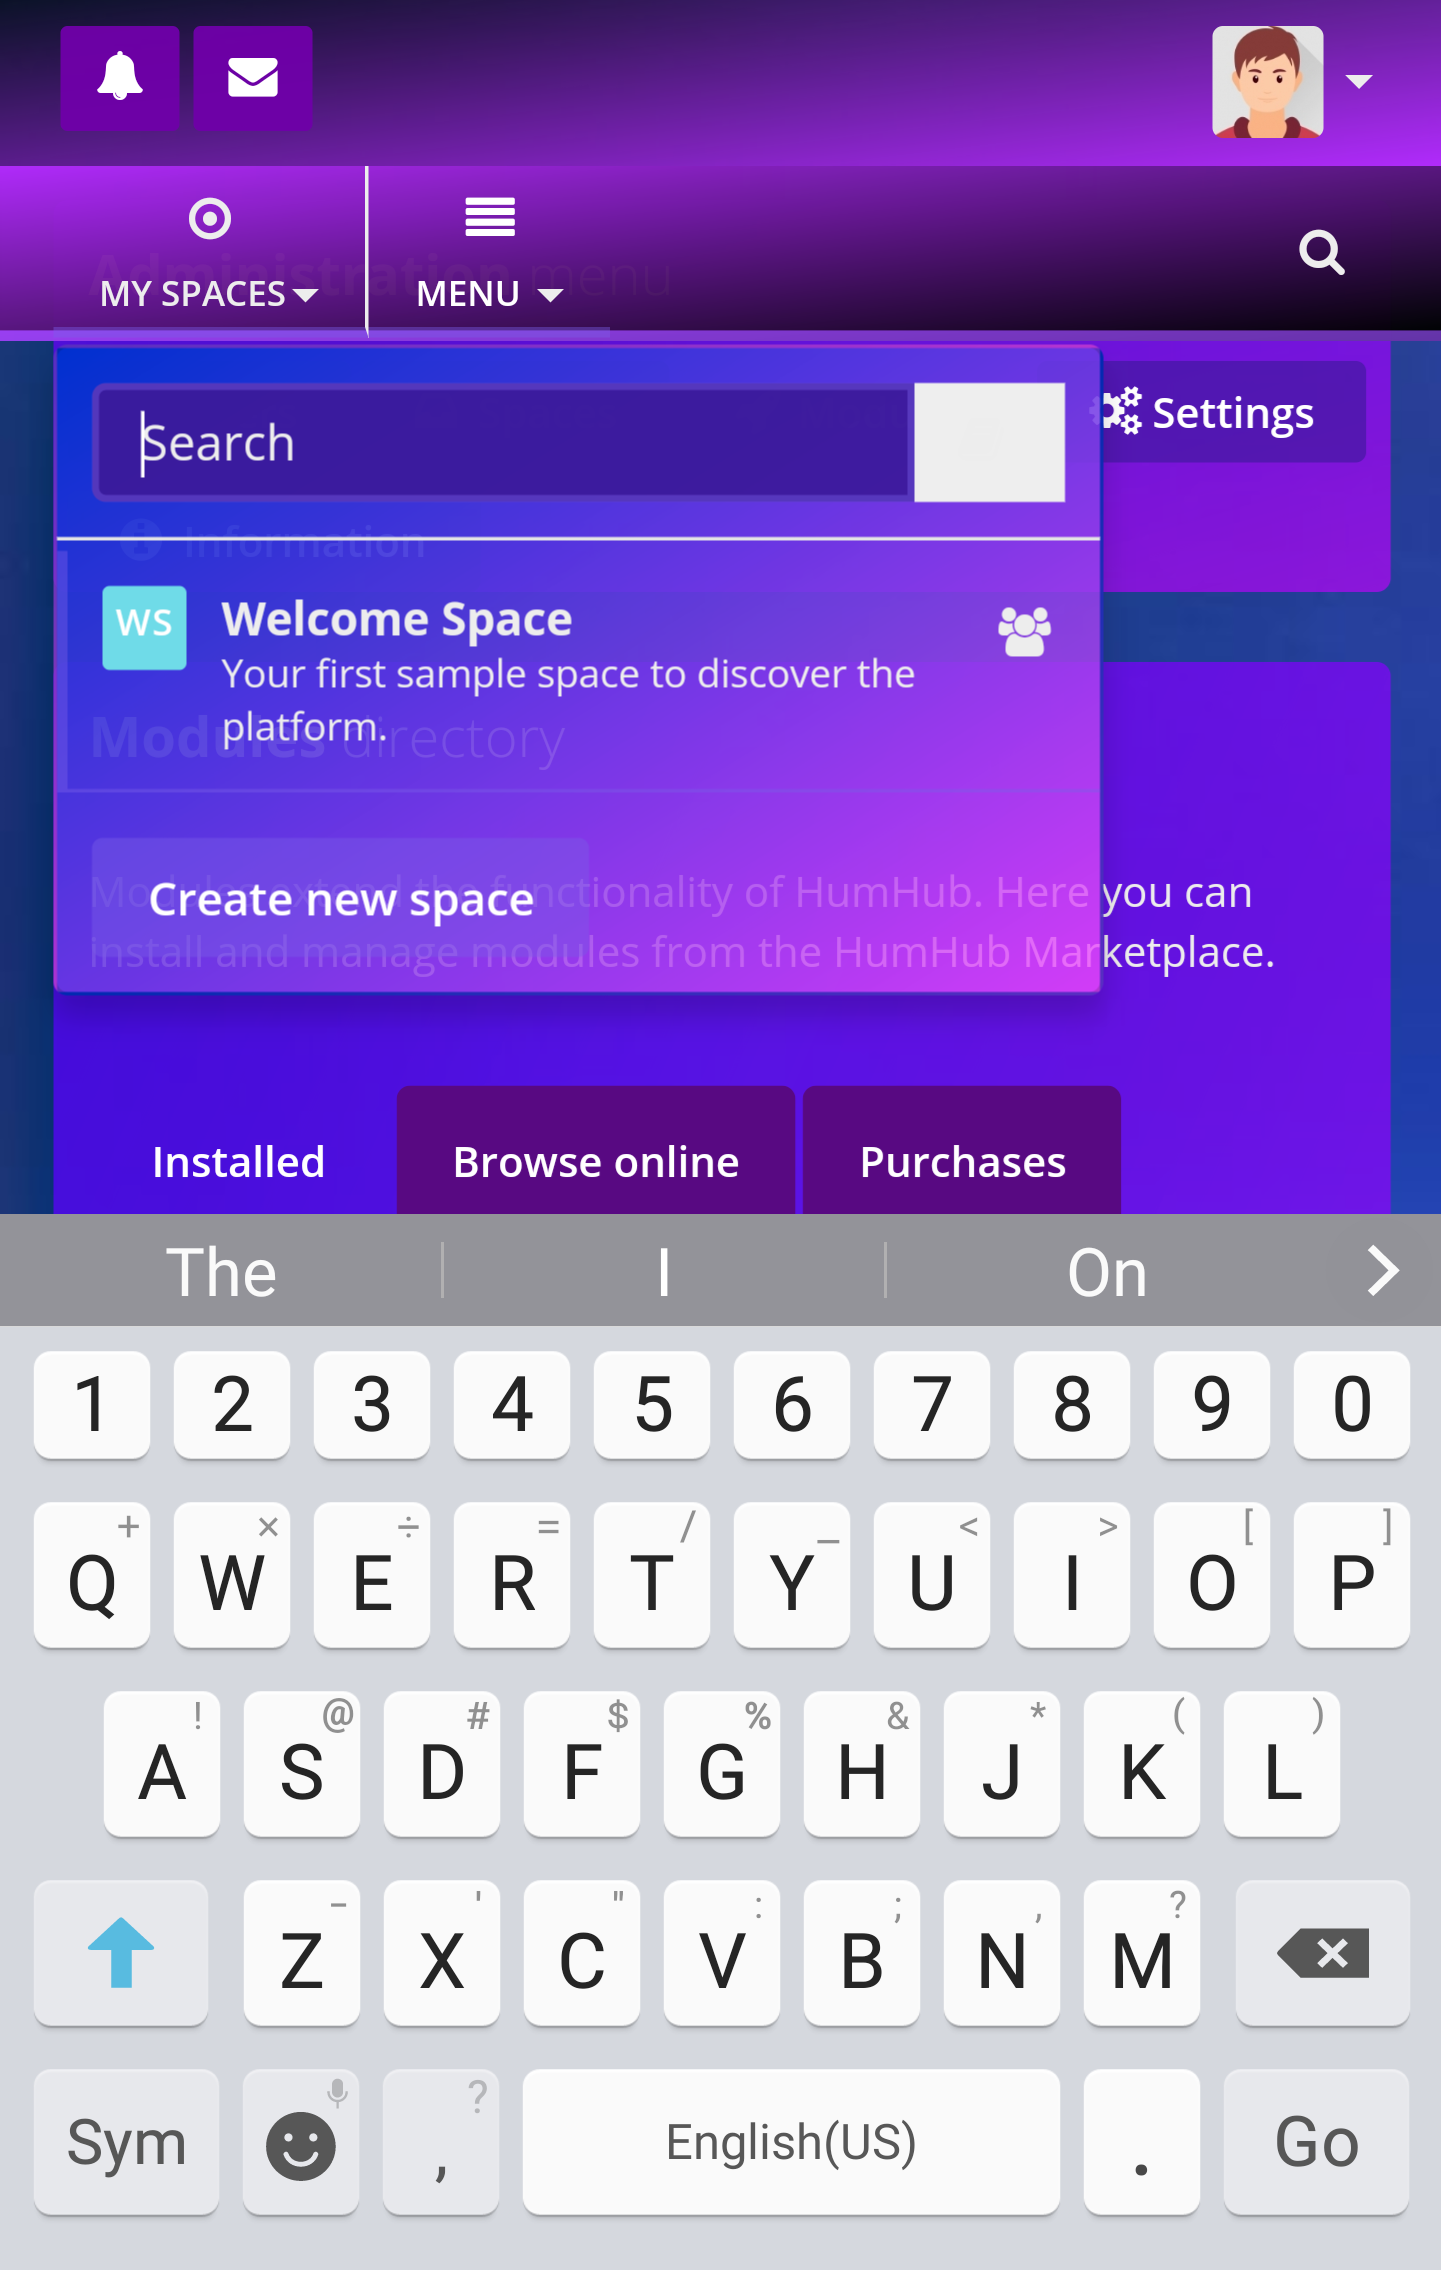 Administration menu
MY SPACES
MENU
Settings
Search
Information
WS
Welcome Space
Your first sample space to discover the
platform.
Modules directory
Create new space
Modules extend the functionality of HumHub. Here you can
install and manage modules from the HumHub Marketplace.
Installed
Browse online
Purchases
The
I
On
1 2 3 4 5 6 7 8 9 0
+ × ÷ = / _ < > [ ]
Q W E R T Y U I O P
! @ # $ % & * ( )
A S D F G H J K L
- ' " : ; , ?
Z X C V B N M
?
Sym , English(US) . Go